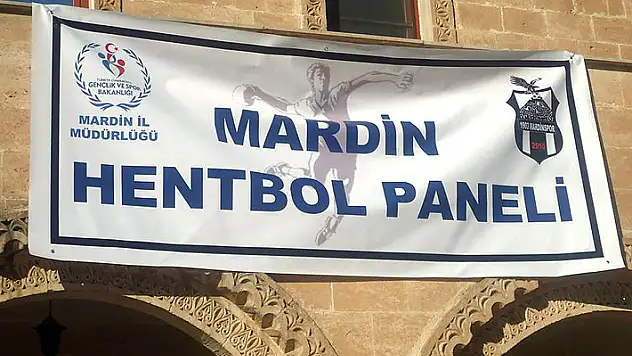 GENÇLİK VE SPOR
BAKANLIĞI
MARDİN İL
MÜDÜRLÜĞÜ
MARDİN
HENTBOL PANELİ